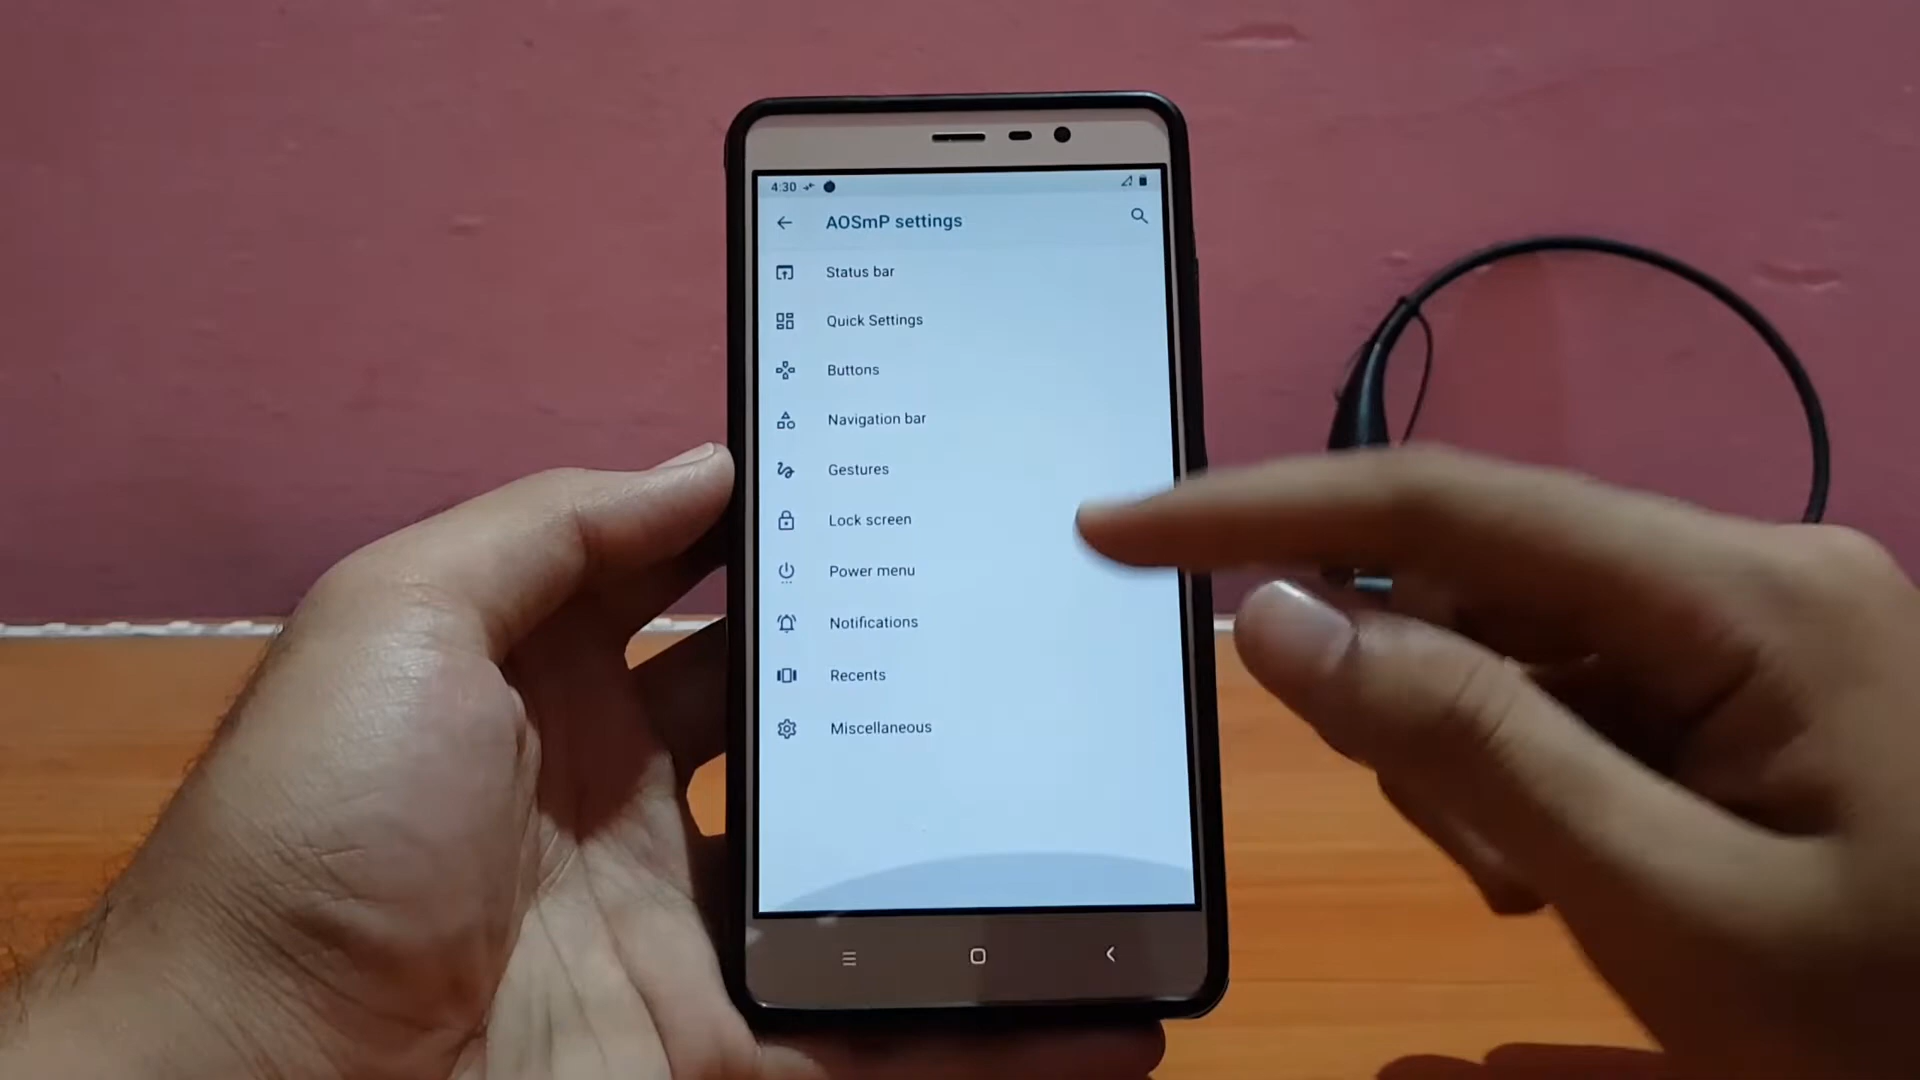 4:30
AOSmP settings
Status bar
Quick Settings
Buttons
Navigation bar
Gestures
Lock screen
Power menu
Notifications
Recents
Miscellaneous